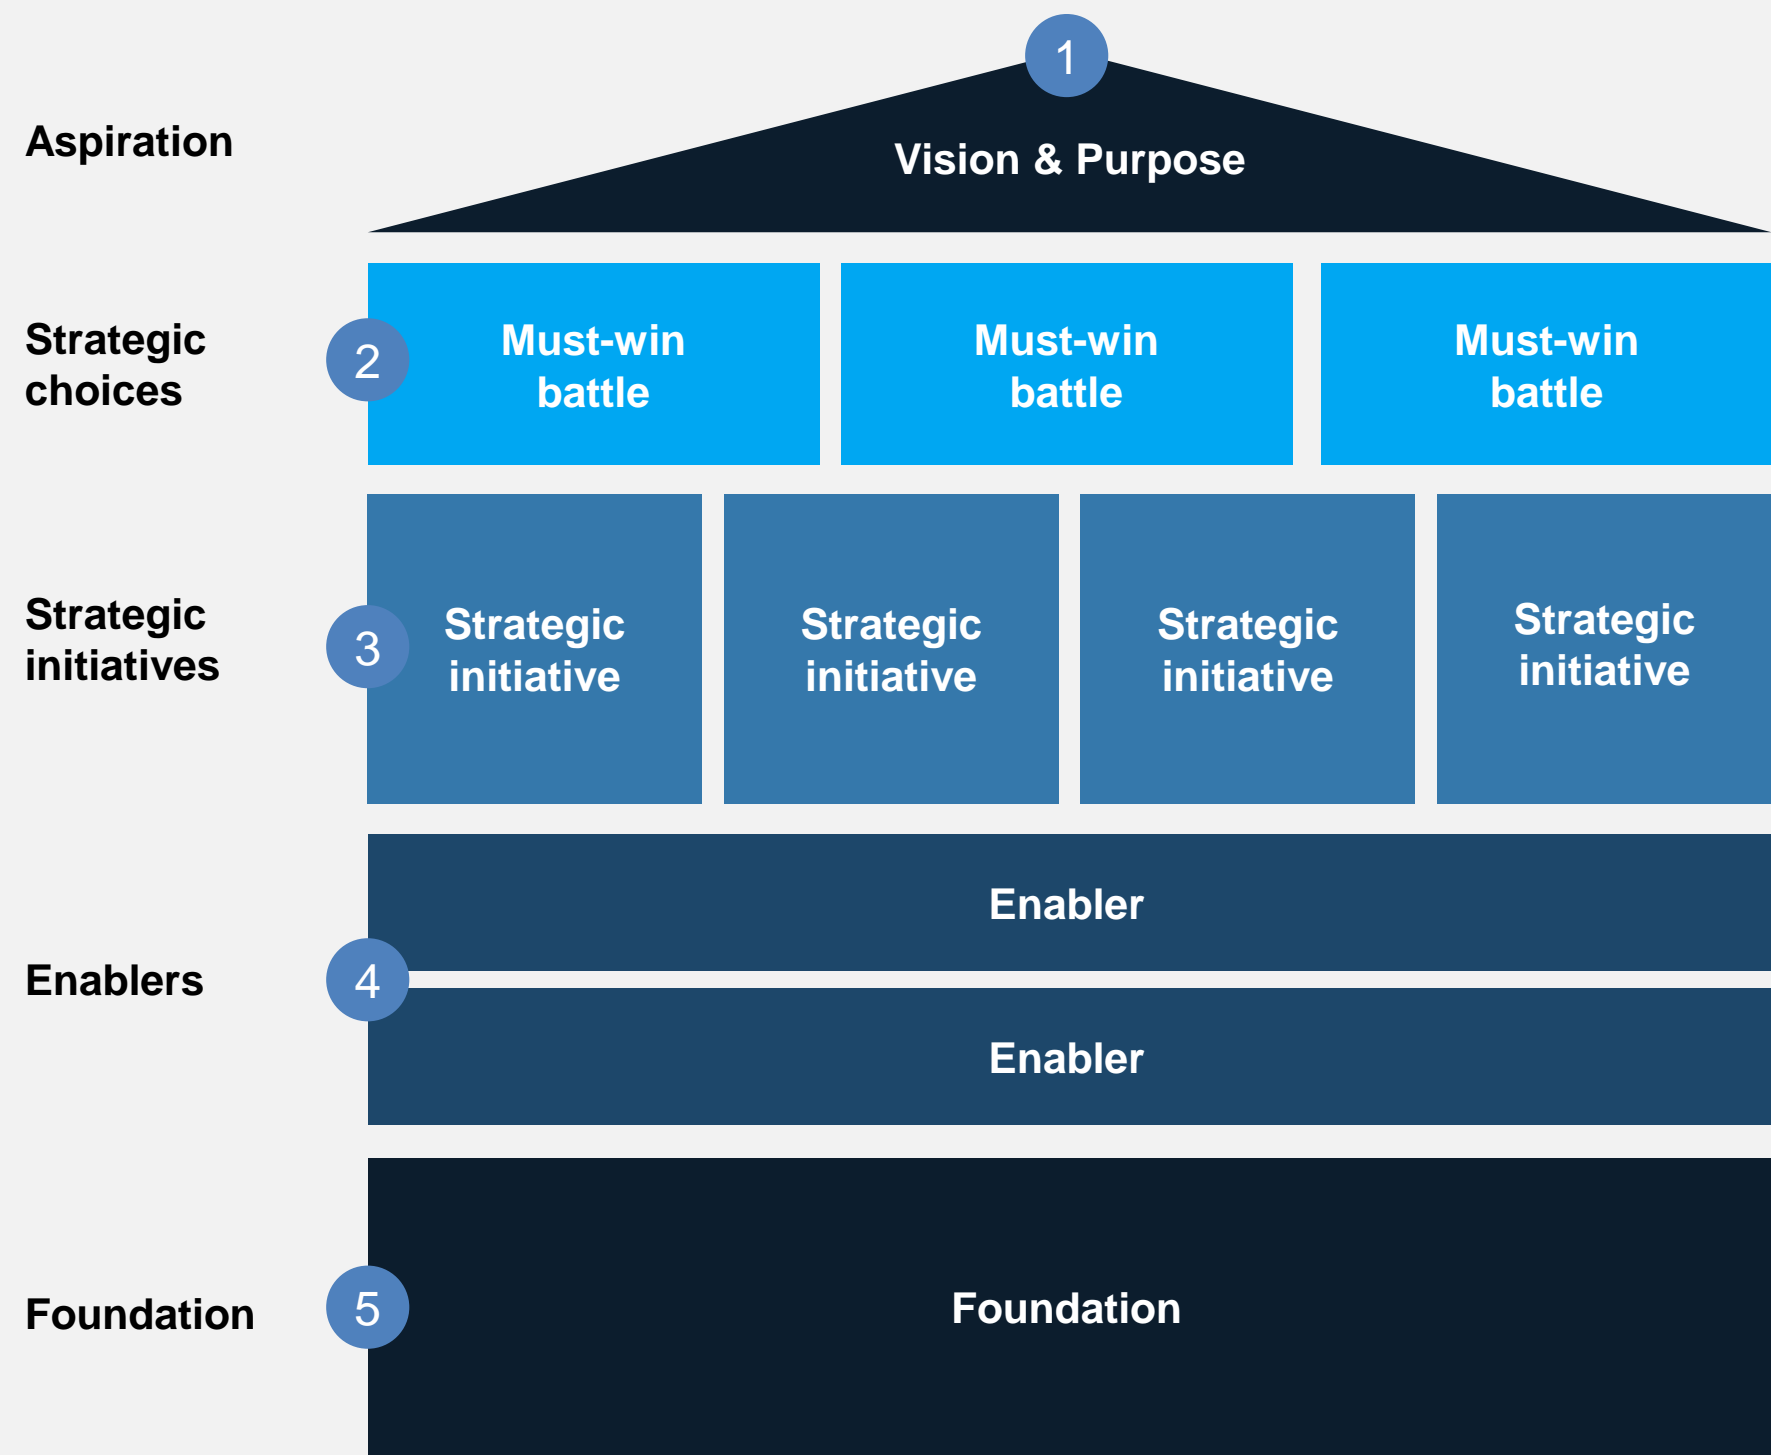 1
Aspiration
Vision & Purpose
Strategic
choices
2
Must-win
battle
Must-win
battle
Must-win
battle
Strategic
initiatives
3
Strategic
initiative
Strategic
initiative
Strategic
initiative
Strategic
initiative
Enablers
4
Enabler
Enabler
Foundation
5
Foundation